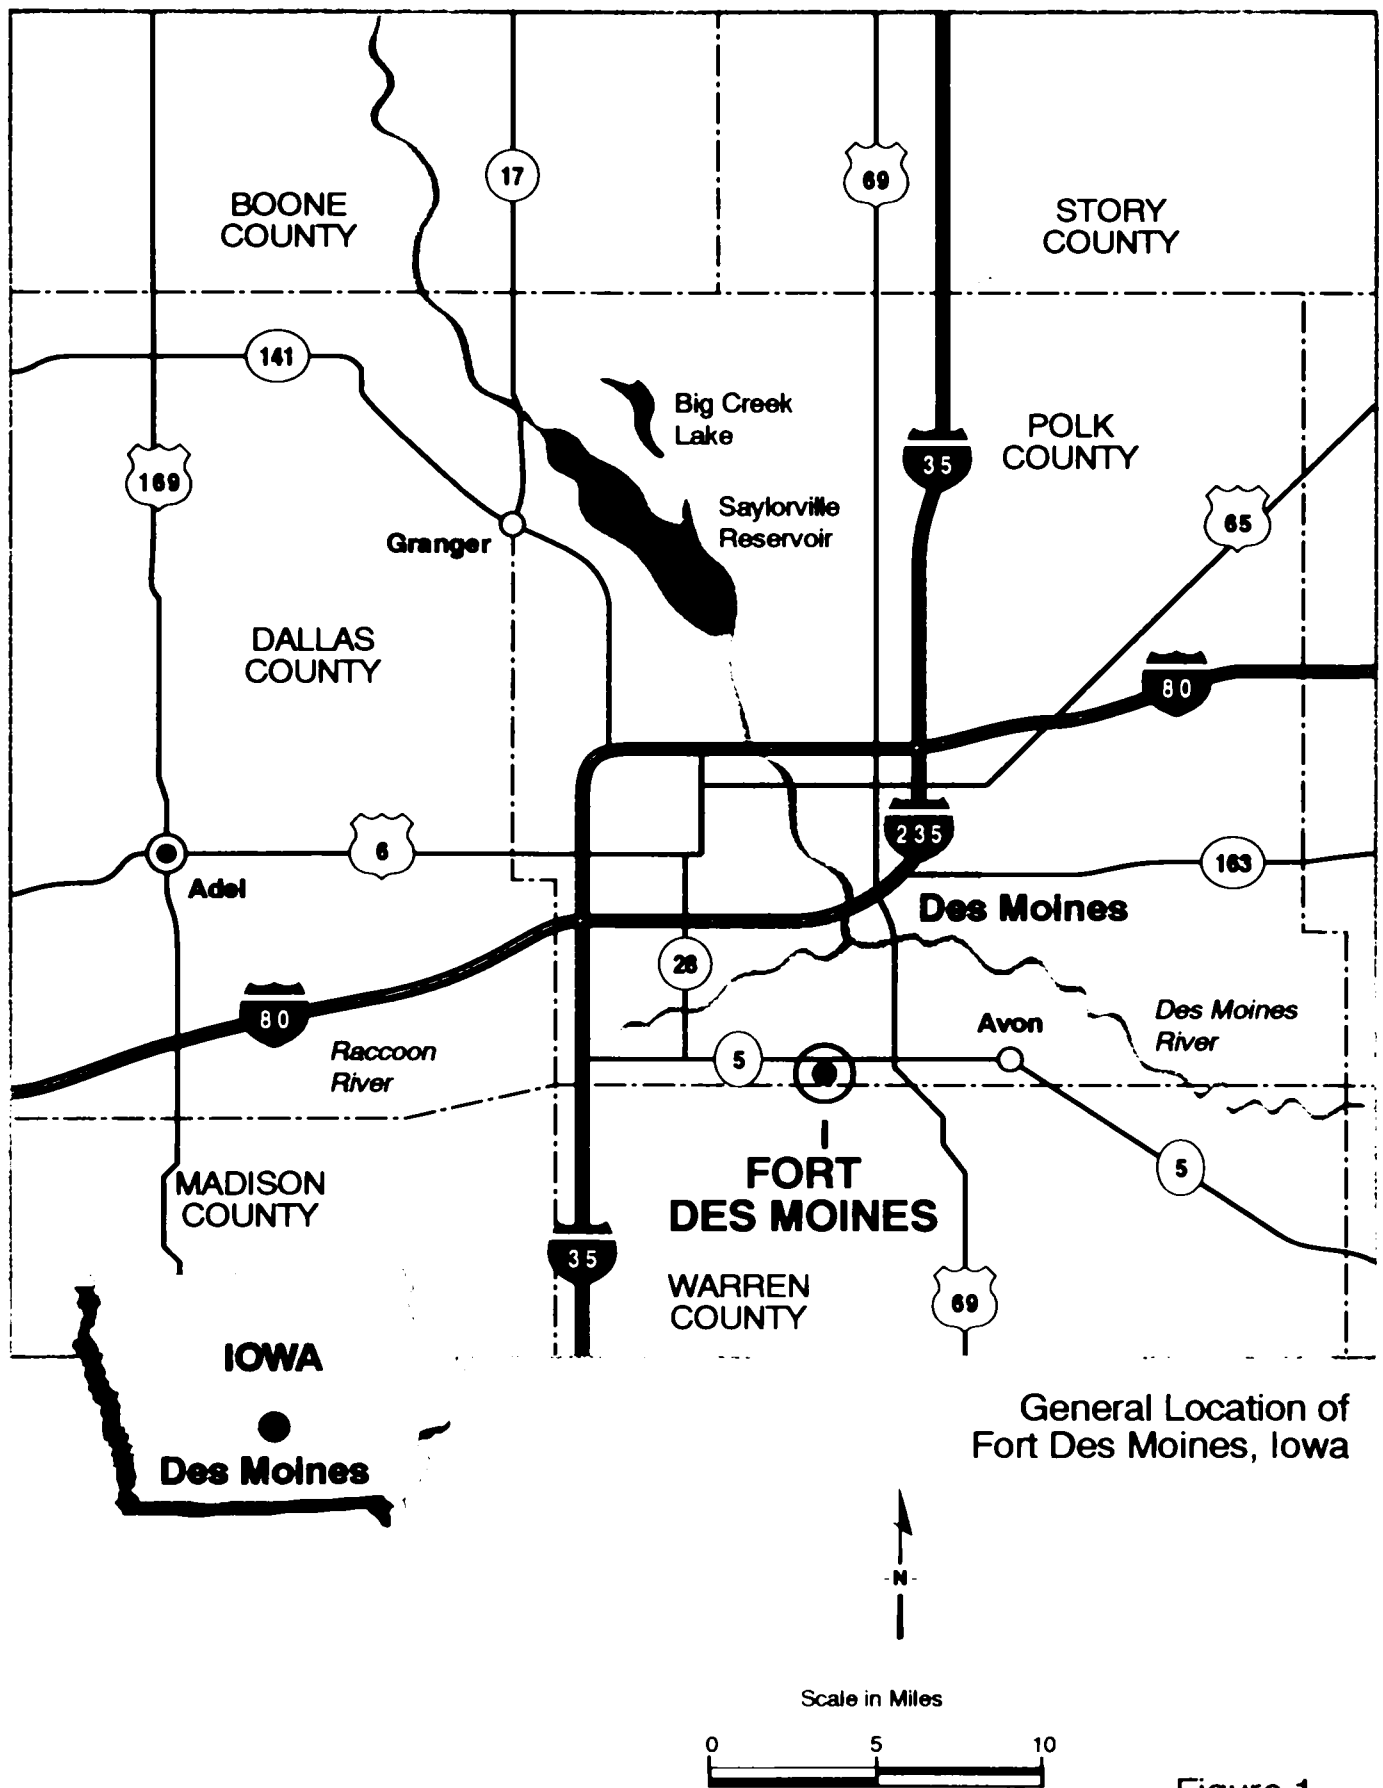 17
69
BOONE
COUNTY
STORY
COUNTY
141
Big Creek
Lake
POLK
COUNTY
35
169
Saylorville
Reservoir
65
Granger
DALLAS
COUNTY
80
6
235
163
Adel
Des Moines
28
80
Raccoon
River
5
Avon
Des Moines
River
FORT
DES MOINES
5
MADISON
COUNTY
35
WARREN
COUNTY
69
IOWA
Des Moines
General Location of
Fort Des Moines, Iowa
N
Scale in Miles
0 5 10
Figure 1